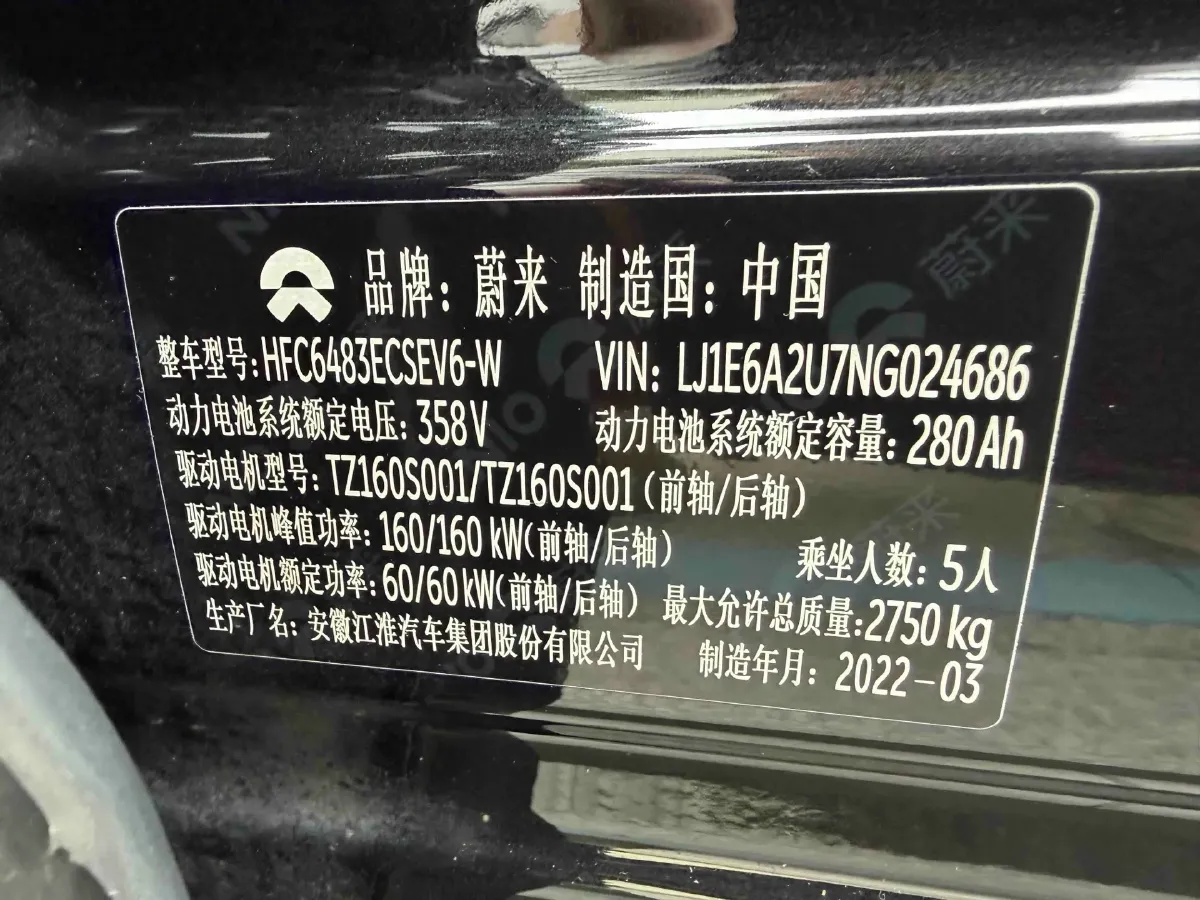 品牌：蔚来 制造国：中国
整车型号：HFC6483ECSEV6-W VIN：LJ1E6A2U7NG024686
动力电池系统额定电压：358V 动力电池系统额定容量：280Ah
驱动电机型号：TZ160S001/TZ160S001（前轴/后轴）
驱动电机峰值功率：160/160 kW（前轴/后轴） 乘坐人数：5人
驱动电机额定功率：60/60kW（前轴/后轴） 最大允许总质量：2750kg
生产厂名：安徽江淮汽车集团股份有限公司 制造年月：2022-03
蔚来
蔚来